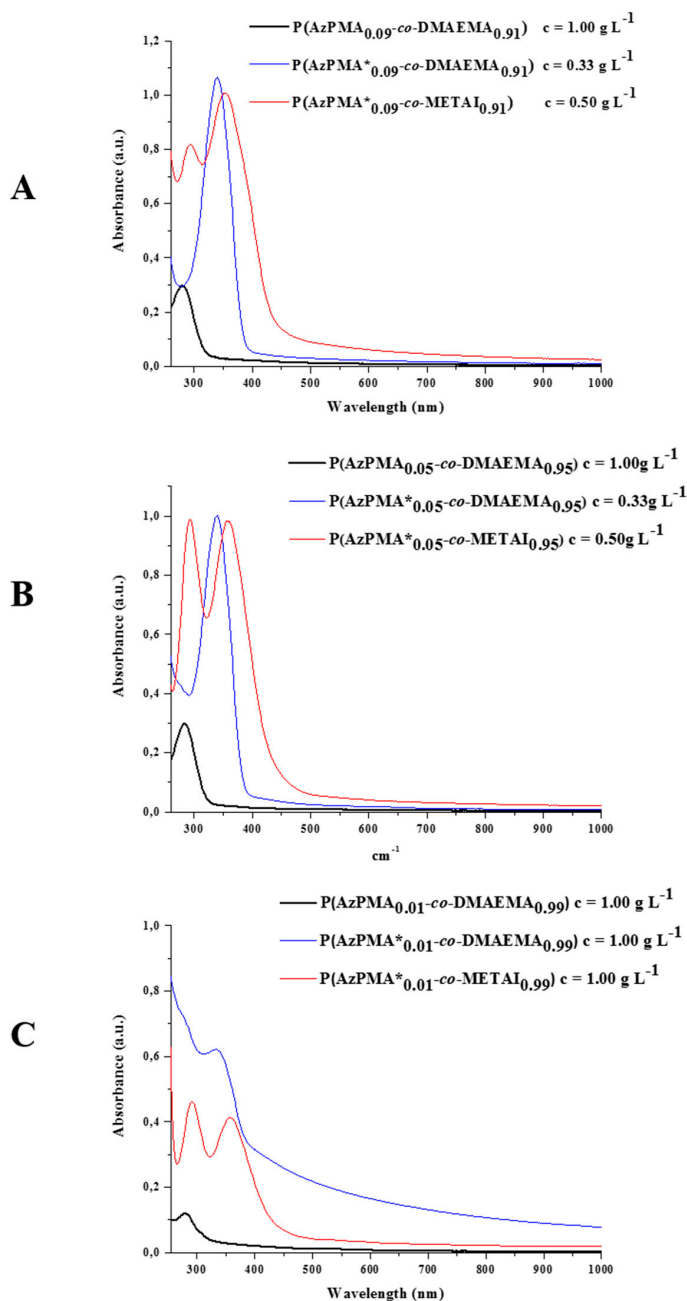 A
P(AzPMA0.09-co-DMAEMA0.91) c = 1.00 g L-1
P(AzPMA*0.09-co-DMAEMA0.91) c = 0.33 g L-1
P(AzPMA*0.09-co-METAI0.91) c = 0.50 g L-1
Absorbance (a.u.)
1,2
1,0
0,8
0,6
0,4
0,2
0,0
300 400 500 600 700 800 900 1000
Wavelength (nm)
B
P(AzPMA0.05-co-DMAEMA0.95) c = 1.00g L-1
P(AzPMA*0.05-co-DMAEMA0.95) c = 0.33g L-1
P(AzPMA*0.05-co-METAI0.95) c = 0.50g L-1
Absorbance (a.u.)
1,0
0,8
0,6
0,4
0,2
0,0
300 400 500 600 700 800 900 1000
cm-1
C
P(AzPMA0.01-co-DMAEMA0.99) c = 1.00 g L-1
P(AzPMA*0.01-co-DMAEMA0.99) c = 1.00 g L-1
P(AzPMA*0.01-co-METAI0.99) c = 1.00 g L-1
Absorbance (a.u.)
1,0
0,8
0,6
0,4
0,2
0,0
300 400 500 600 700 800 900 1000
Wavelength (nm)